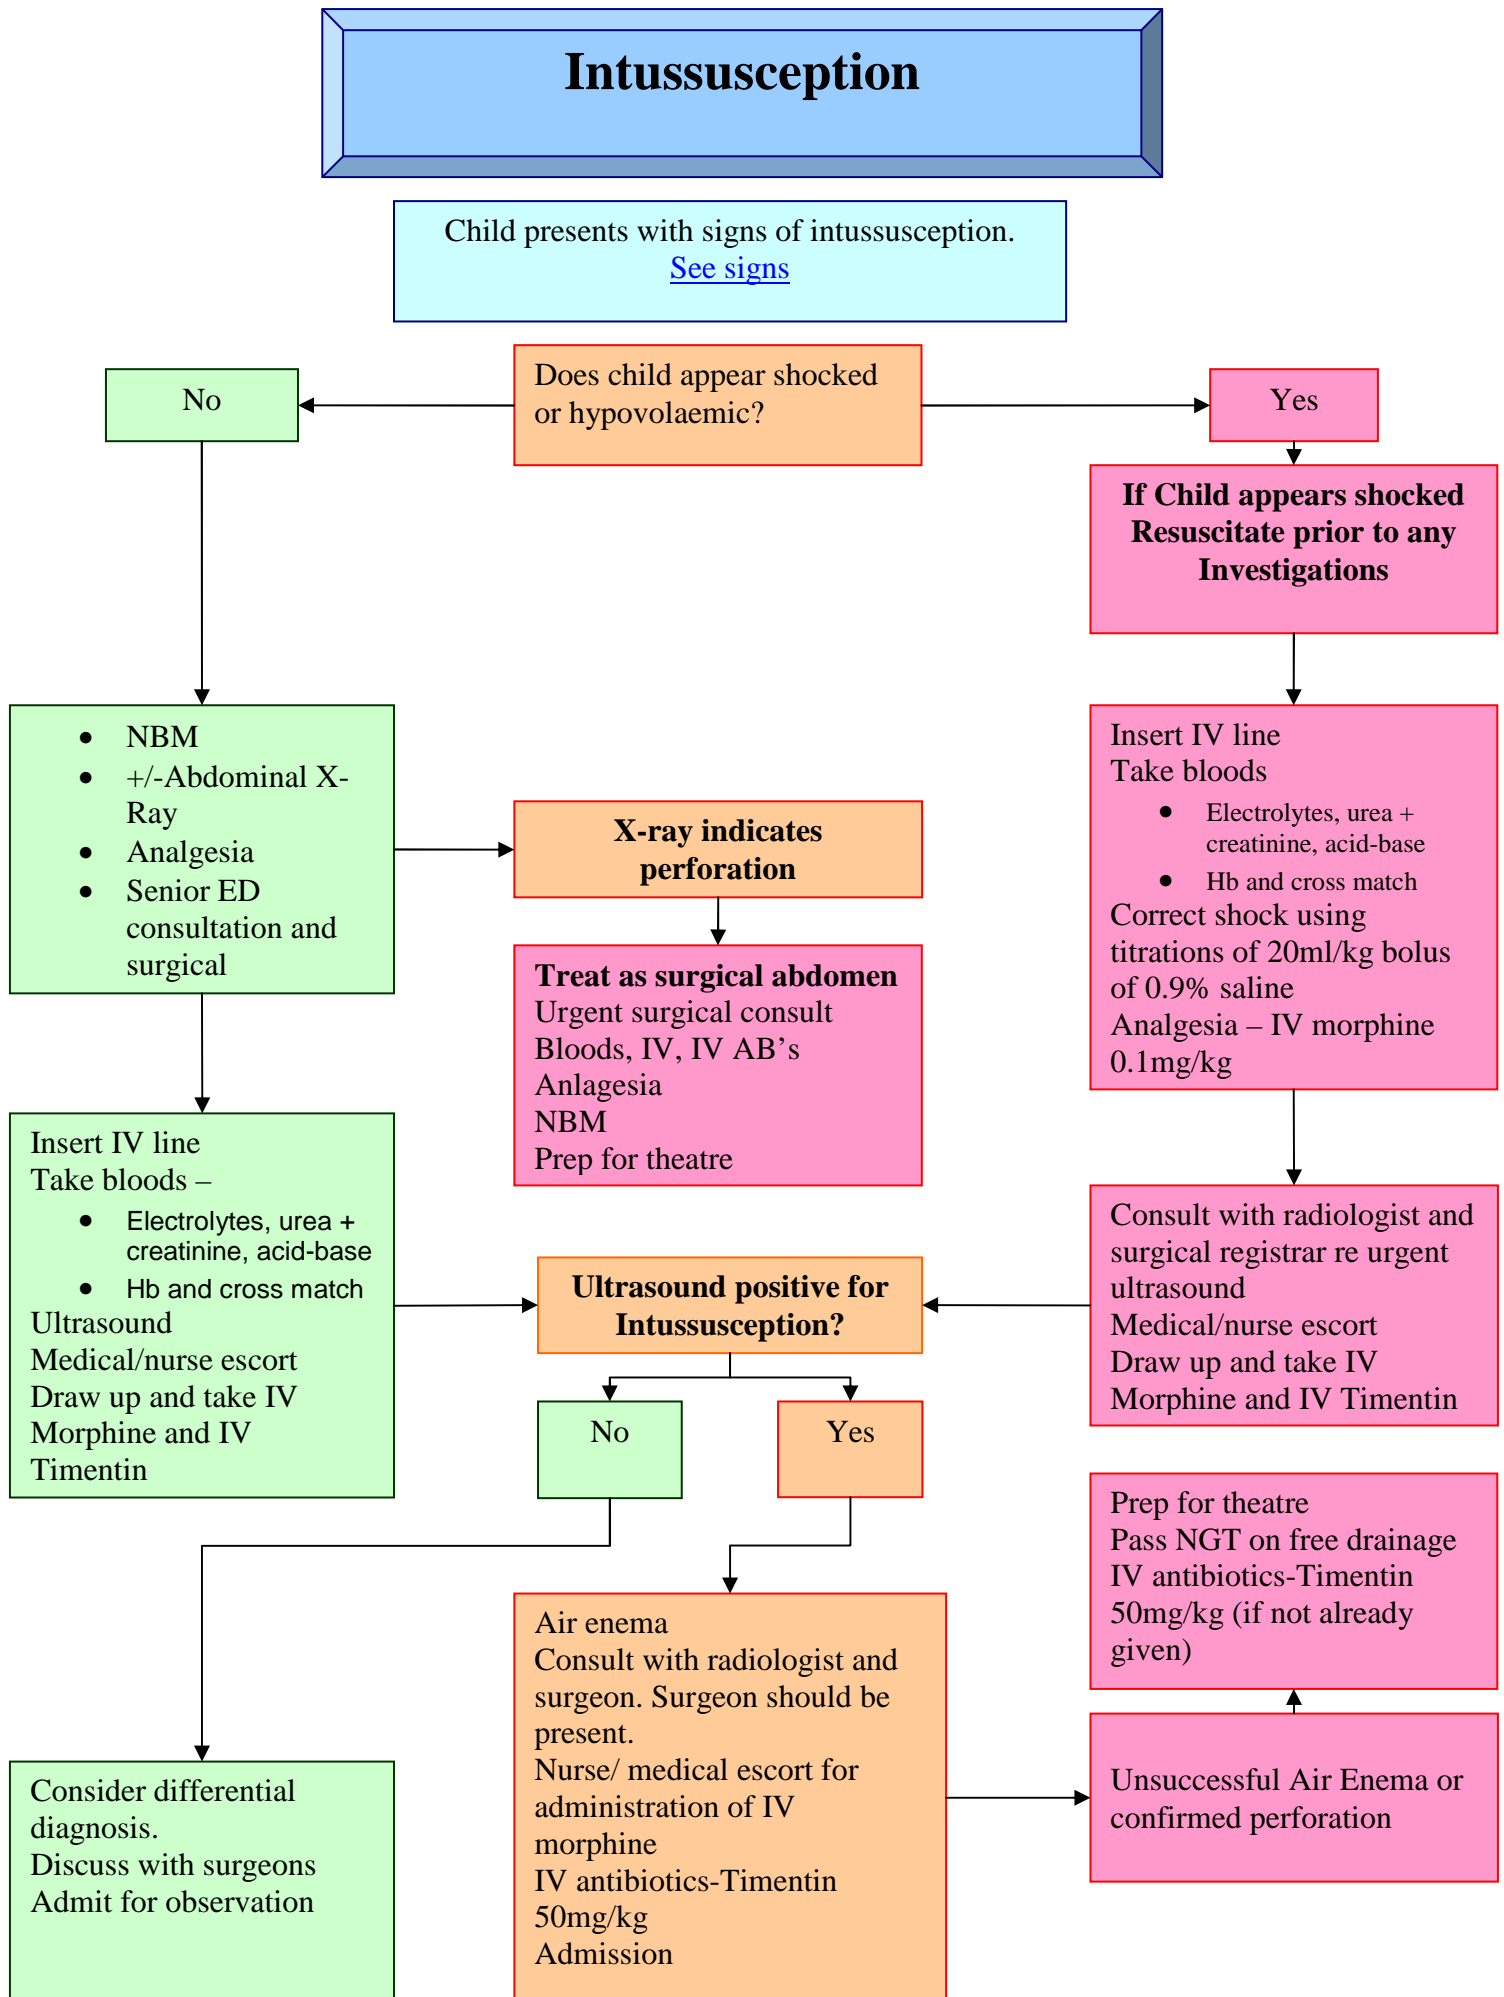 Intussusception
Child presents with signs of intussusception.
See signs
Does child appear shocked
or hypovolaemic?
No
Yes
If Child appears shocked
Resuscitate prior to any
Investigations
• NBM
• +/-Abdominal X-
Ray
• Analgesia
• Senior ED
consultation and
surgical
X-ray indicates
perforation
Treat as surgical abdomen
Urgent surgical consult
Bloods, IV, IV AB’s
Anlagesia
NBM
Prep for theatre
Insert IV line
Take bloods
• Electrolytes, urea +
creatinine, acid-base
• Hb and cross match
Correct shock using
titrations of 20ml/kg bolus
of 0.9% saline
Analgesia – IV morphine
0.1mg/kg
Insert IV line
Take bloods –
• Electrolytes, urea +
creatinine, acid-base
• Hb and cross match
Ultrasound
Medical/nurse escort
Draw up and take IV
Morphine and IV
Timentin
Ultrasound positive for
Intussusception?
Consult with radiologist and
surgical registrar re urgent
ultrasound
Medical/nurse escort
Draw up and take IV
Morphine and IV Timentin
No
Yes
Prep for theatre
Pass NGT on free drainage
IV antibiotics-Timentin
50mg/kg (if not already
given)
Air enema
Consult with radiologist and
surgeon. Surgeon should be
present.
Nurse/ medical escort for
administration of IV
morphine
IV antibiotics-Timentin
50mg/kg
Admission
Unsuccessful Air Enema or
confirmed perforation
Consider differential
diagnosis.
Discuss with surgeons
Admit for observation